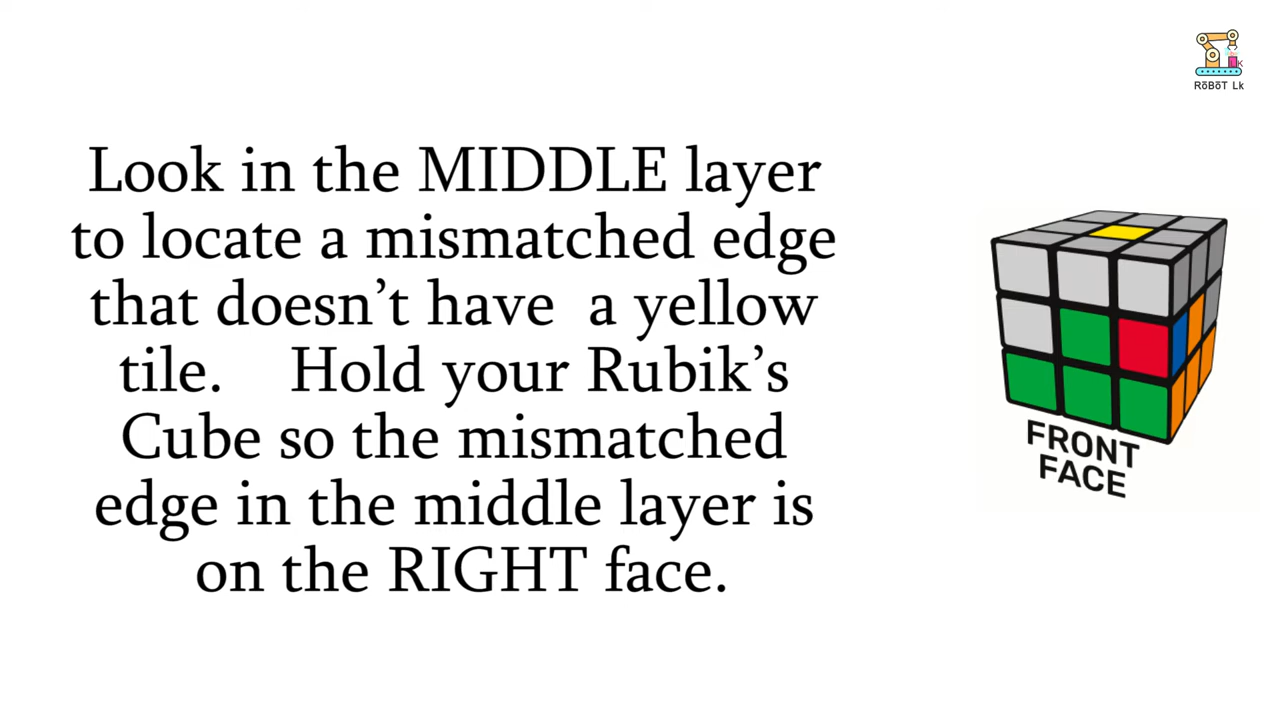 RōBōT Lk
Look in the MIDDLE layer
to locate a mismatched edge
that doesn't have  a yellow
tile.    Hold your Rubik's
Cube so the mismatched
edge in the middle layer is
on the RIGHT face.
FRONT
FACE